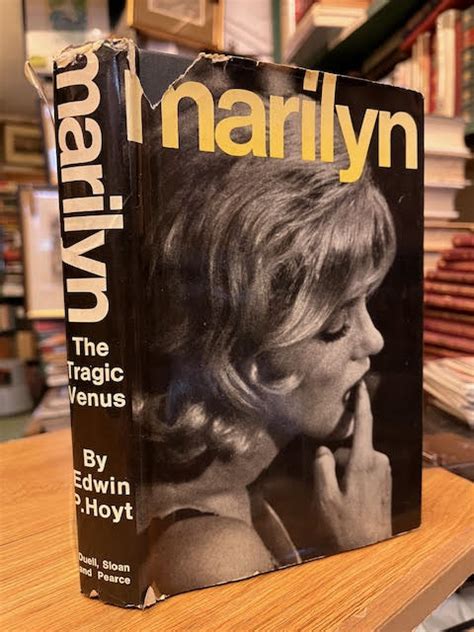 marilyn
The
Tragic
Venus
By
Edwin
P. Hoyt
Duell, Sloan
and Pearce
marilyn